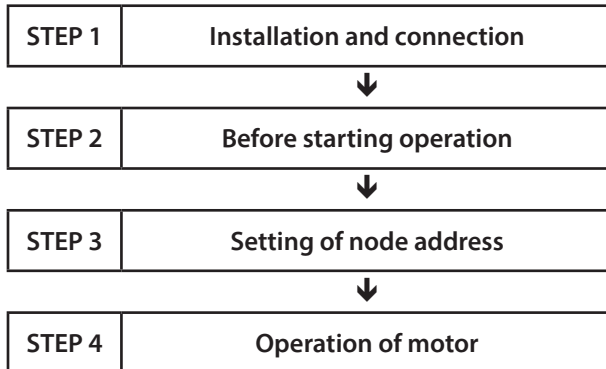 STEP 1 Installation and connection
STEP 2 Before starting operation
STEP 3 Setting of node address
STEP 4 Operation of motor